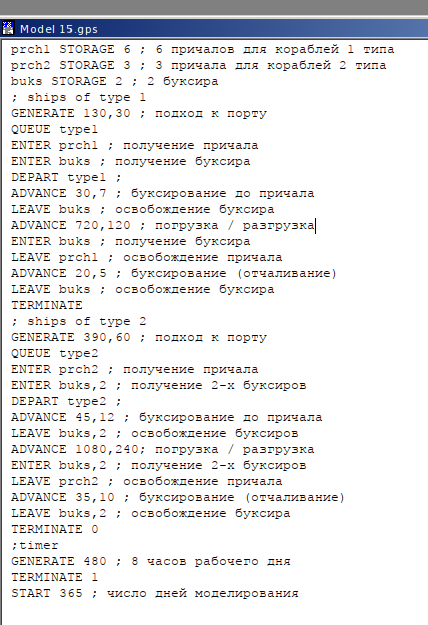 Model 15.gps
prch1 STORAGE 6 ; 6 причалов для кораблей 1 типа
prch2 STORAGE 3 ; 3 причала для кораблей 2 типа
buks STORAGE 2 ; 2 буксира
; ships of type 1
GENERATE 130,30 ; подход к порту
QUEUE type1
ENTER prch1 ; получение причала
ENTER buks ; получение буксира
DEPART type1 ;
ADVANCE 30,7 ; буксирование до причала
LEAVE buks ; освобождение буксира
ADVANCE 720,120 ; погрузка / разгрузка
ENTER buks ; получение буксира
LEAVE prch1 ; освобождение причала
ADVANCE 20,5 ; буксирование (отчаливание)
LEAVE buks ; освобождение буксира
TERMINATE
; ships of type 2
GENERATE 390,60 ; подход к порту
QUEUE type2
ENTER prch2 ; получение причала
ENTER buks,2 ; получение 2-х буксиров
DEPART type2 ;
ADVANCE 45,12 ; буксирование до причала
LEAVE buks,2 ; освобождение буксиров
ADVANCE 1080,240; погрузка / разгрузка
ENTER buks,2 ; получение 2-х буксиров
LEAVE prch2 ; освобождение причала
ADVANCE 35,10 ; буксирование (отчаливание)
LEAVE buks,2 ; освобождение буксира
TERMINATE 0
;timer
GENERATE 480 ; 8 часов рабочего дня
TERMINATE 1
START 365 ; число дней моделирования